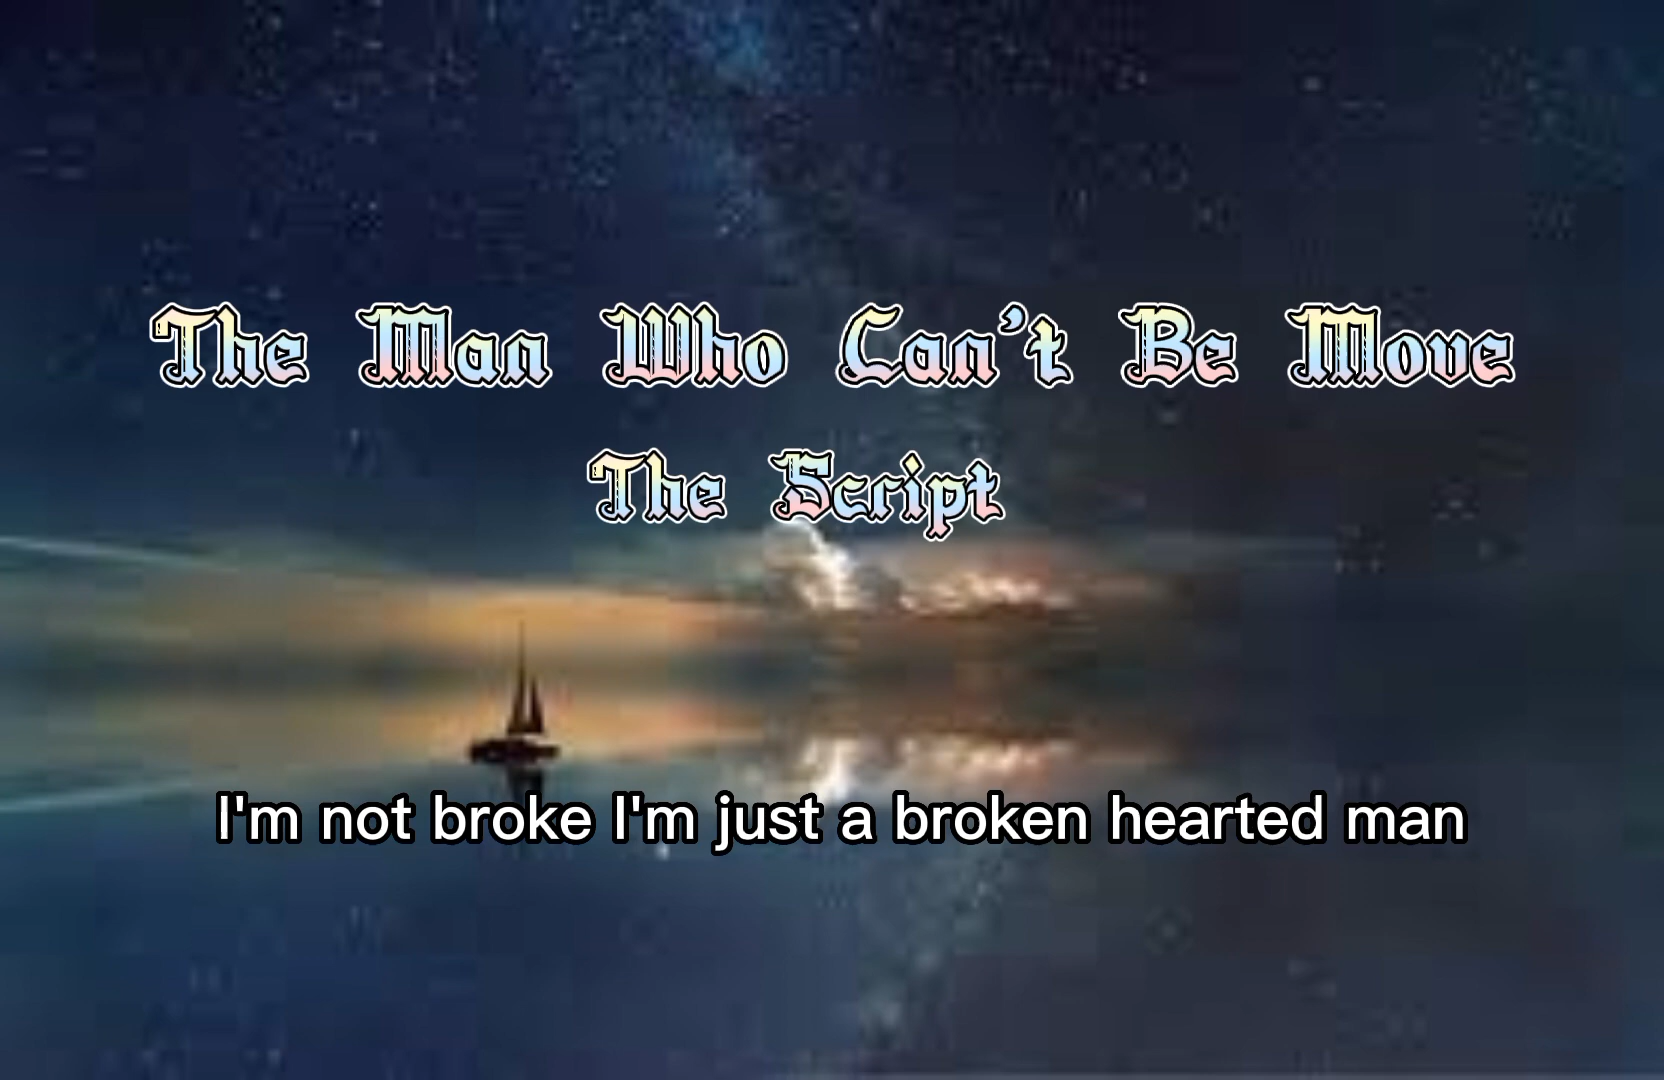 The Man Who Can't Be Move
The Script
I'm not broke I'm just a broken hearted man